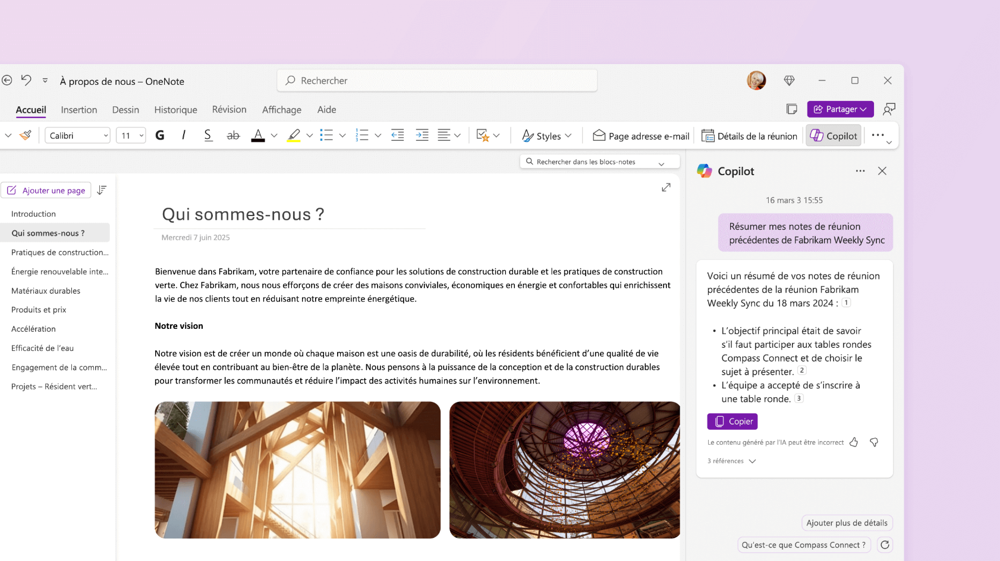 À propos de nous – OneNote
Rechercher
Accueil
Insertion
Dessin
Historique
Révision
Affichage
Aide
Partager
Calibri
11
G
I
S
ab
A
Styles
Page adresse e-mail
Détails de la réunion
Copilot
Rechercher dans les blocs-notes
Ajouter une page
Introduction
Qui sommes-nous ?
Pratiques de construction...
Énergie renouvelable inte...
Matériaux durables
Produits et prix
Accélération
Efficacité de l’eau
Engagement de la comm...
Projets – Résident vert...
Qui sommes-nous ?
Mercredi 7 juin 2025
Bienvenue dans Fabrikam, votre partenaire de confiance pour les solutions de construction durable et les pratiques de construction
verte. Chez Fabrikam, nous nous efforçons de créer des maisons conviviales, économiques en énergie et confortables qui enrichissent
la vie de nos clients tout en réduisant notre empreinte énergétique.
Notre vision
Notre vision est de créer un monde où chaque maison est une oasis de durabilité, où les résidents bénéficient d’une qualité de vie
élevée tout en contribuant au bien-être de la planète. Nous pensons à la puissance de la conception et de la construction durables
pour transformer les communautés et réduire l’impact des activités humaines sur l’environnement.
Copilot
16 mars 3 15:55
Résumer mes notes de réunion
précédentes de Fabrikam Weekly Sync
Voici un résumé de vos notes de réunion
précédentes de la réunion Fabrikam
Weekly Sync du 18 mars 2024 : 1
• L’objectif principal était de savoir
s’il faut participer aux tables rondes
Compass Connect et de choisir le
sujet à présenter. 2
• L’équipe a accepté de s’inscrire à
une table ronde. 3
Copier
Le contenu généré par l’IA peut être incorrect
3 références
Ajouter plus de détails
Qu’est-ce que Compass Connect ?